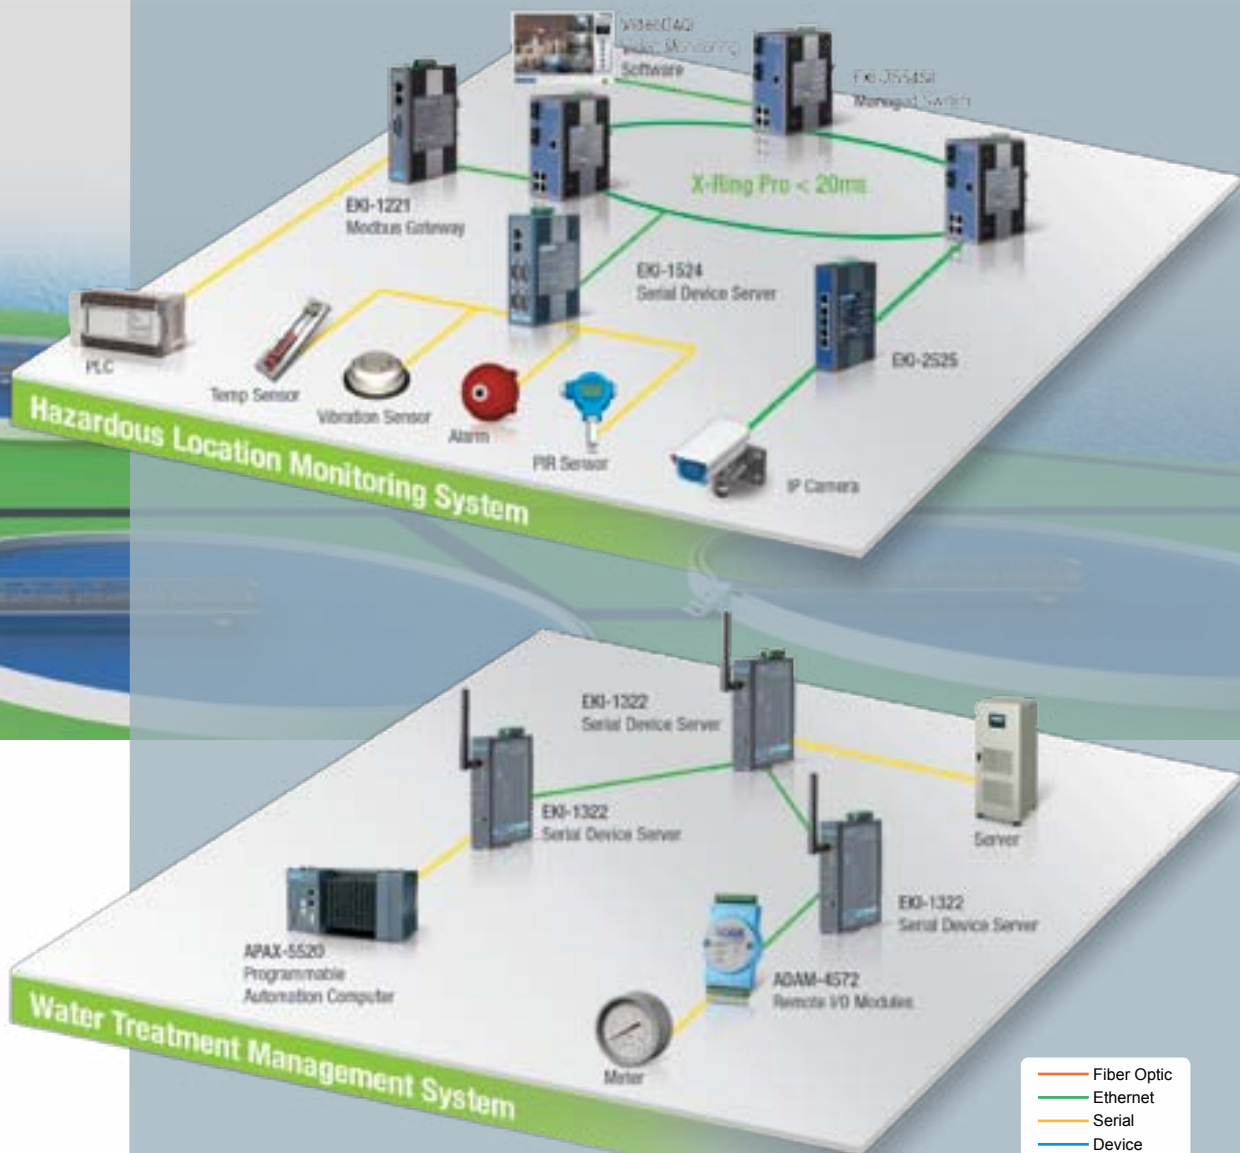 VideoDAQ
Video Monitoring
Software
Managed Switch
X-Ring Pro < 20ms
EKI-1221
Modbus Gateway
EKI-1524
Serial Device Server
EKI-2525
PLC
Temp Sensor
Vibration Sensor
Alarm
PIR Sensor
IP Camera
Hazardous Location Monitoring System
EKI-1322
Serial Device Server
EKI-1322
Serial Device Server
Server
EKI-1322
Serial Device Server
APAX-5520
Programmable
Automation Computer
ADAM-4572
Remote I/O Modules
Meter
Water Treatment Management System
Fiber Optic
Ethernet
Serial
Device